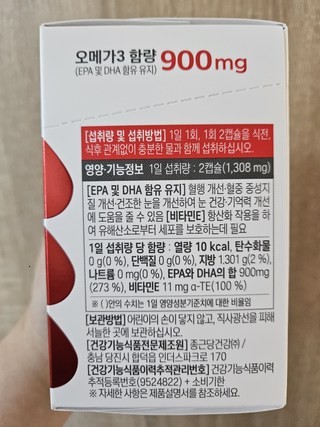 오메가3 함량 900mg
(EPA 및 DHA 함유 유지)
[섭취량 및 섭취방법] 1일 1회, 1회 2캡슐을 식전,
식후 관계없이 충분한 물과 함께 섭취하십시오.
영양·기능정보 1일 섭취량 : 2캡슐(1,308 mg)
[EPA 및 DHA 함유 유지] 혈행 개선·혈중 중성지
질 개선·건조한 눈을 개선하여 눈 건강·기억력 개선
에 도움을 줄 수 있음 [비타민E] 항산화 작용을 하
여 유해산소로부터 세포를 보호하는데 필요
1일 섭취량 당 함량 : 열량 10 kcal, 탄수화물
0 g(0 %), 단백질 0 g(0 %), 지방 1.301 g(2 %),
나트륨 0 mg(0 %), EPA와 DHA의 합 900mg
(273 %), 비타민E 11 mg α-TE(100 %)
※ ( )안의 수치는 1일 영양성분기준치에 대한 비율임
[보관방법] 어린이의 손이 닿지 않고, 직사광선을 피해
서늘한 곳에 보관하십시오.
[건강기능식품전문제조원] 종근당건강㈜/
충남 당진시 합덕읍 인더스파크로 170
[건강기능식품이력추적관리번호] 건강기능식품이력
추적등록번호(9524822) + 소비기한
※ 자세한 사항은 제품설명서를 참조하세요.